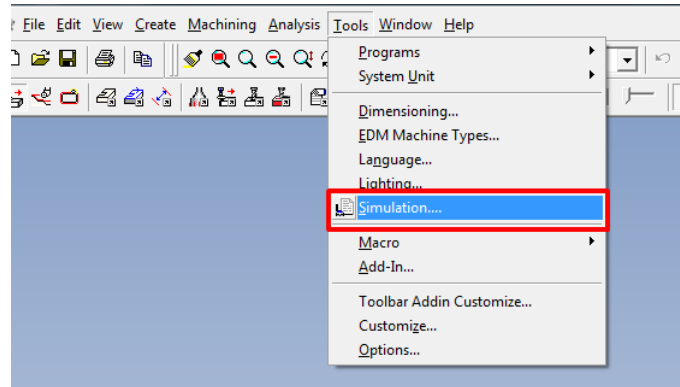 File Edit View Create Machining Analysis Tools Window Help
Programs
System Unit
Dimensioning...
EDM Machine Types...
Language...
Lighting...
Simulation....
Macro
Add-In...
Toolbar Addin Customize...
Customize...
Options...